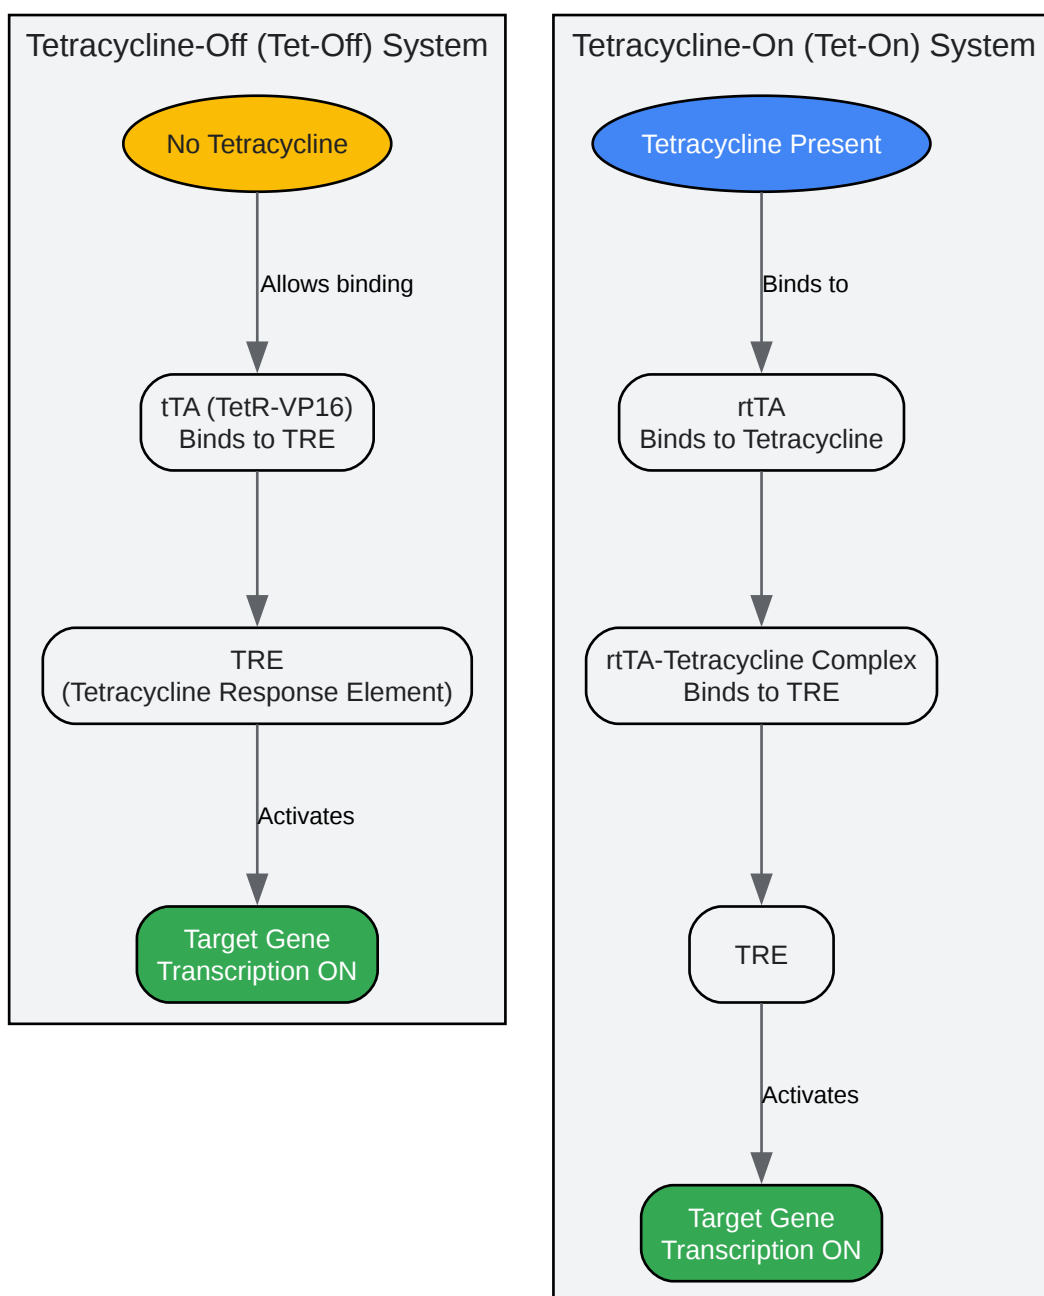 Tetracycline-Off (Tet-Off) System
No Tetracycline
Allows binding
tTA (TetR-VP16)
Binds to TRE
TRE
(Tetracycline Response Element)
Activates
Target Gene
Transcription ON
Tetracycline-On (Tet-On) System
Tetracycline Present
Binds to
rtTA
Binds to Tetracycline
rtTA-Tetracycline Complex
Binds to TRE
TRE
Activates
Target Gene
Transcription ON